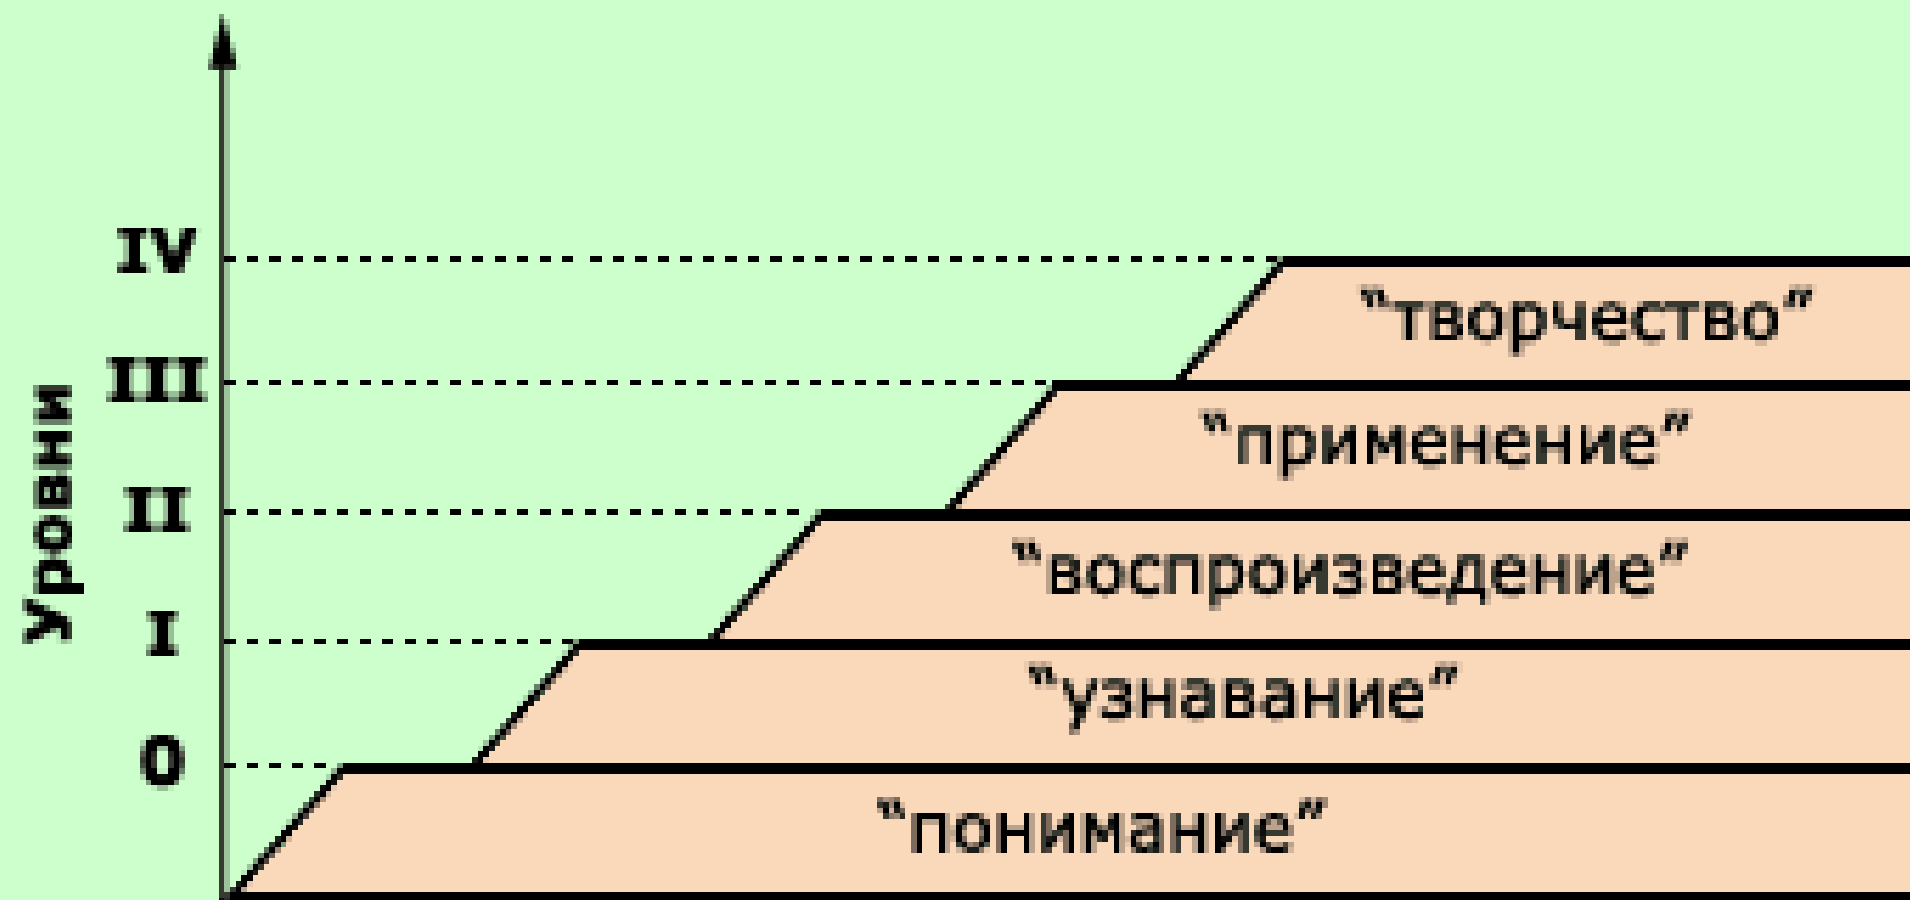 Уровни
IV
"творчество"
III
"применение"
II
"воспроизведение"
I
"узнавание"
0
"понимание"